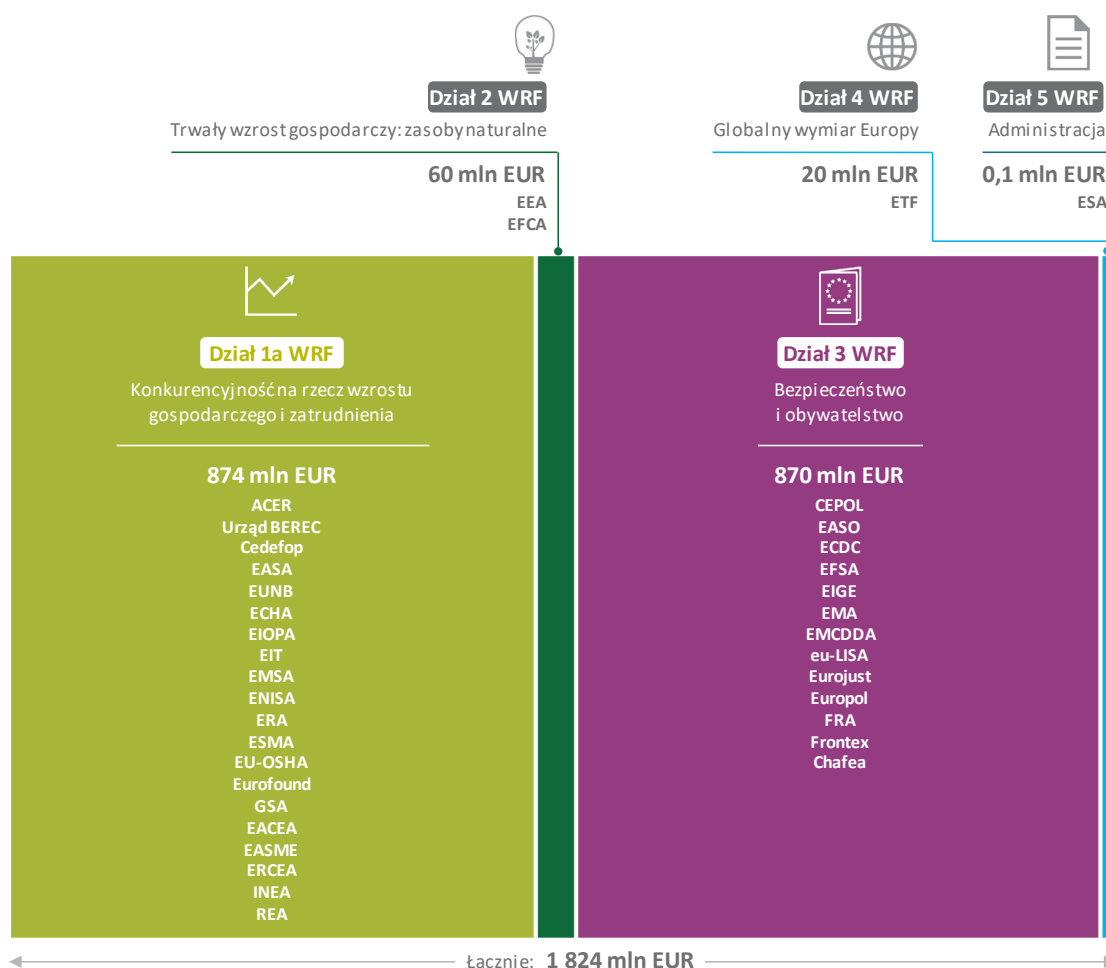 Dział 2 WRF
Trwały wzrost gospodarczy: zasoby naturalne
60 mln EUR
EEA
EFCA
Dział 4 WRF
Globalny wymiar Europy
20 mln EUR
ETF
Dział 5 WRF
Administracja
0,1 mln EUR
ESA
Dział 1a WRF
Konkurencyjność na rzecz wzrostu
gospodarczego i zatrudnienia
874 mln EUR
ACER
Urząd BEREC
Cedefop
EASA
EUNB
ECHA
EIOPA
EIT
EMSA
ENISA
ERA
ESMA
EU-OSHA
Eurofound
GSA
EACEA
EASME
ERCEA
INEA
REA
Dział 3 WRF
Bezpieczeństwo
i obywatelstwo
870 mln EUR
CEPOL
EASO
ECDC
EFSA
EIGE
EMA
EMCDDA
eu-LISA
Eurojust
Europol
FRA
Frontex
Chafea
Łącznie: 1 824 mln EUR